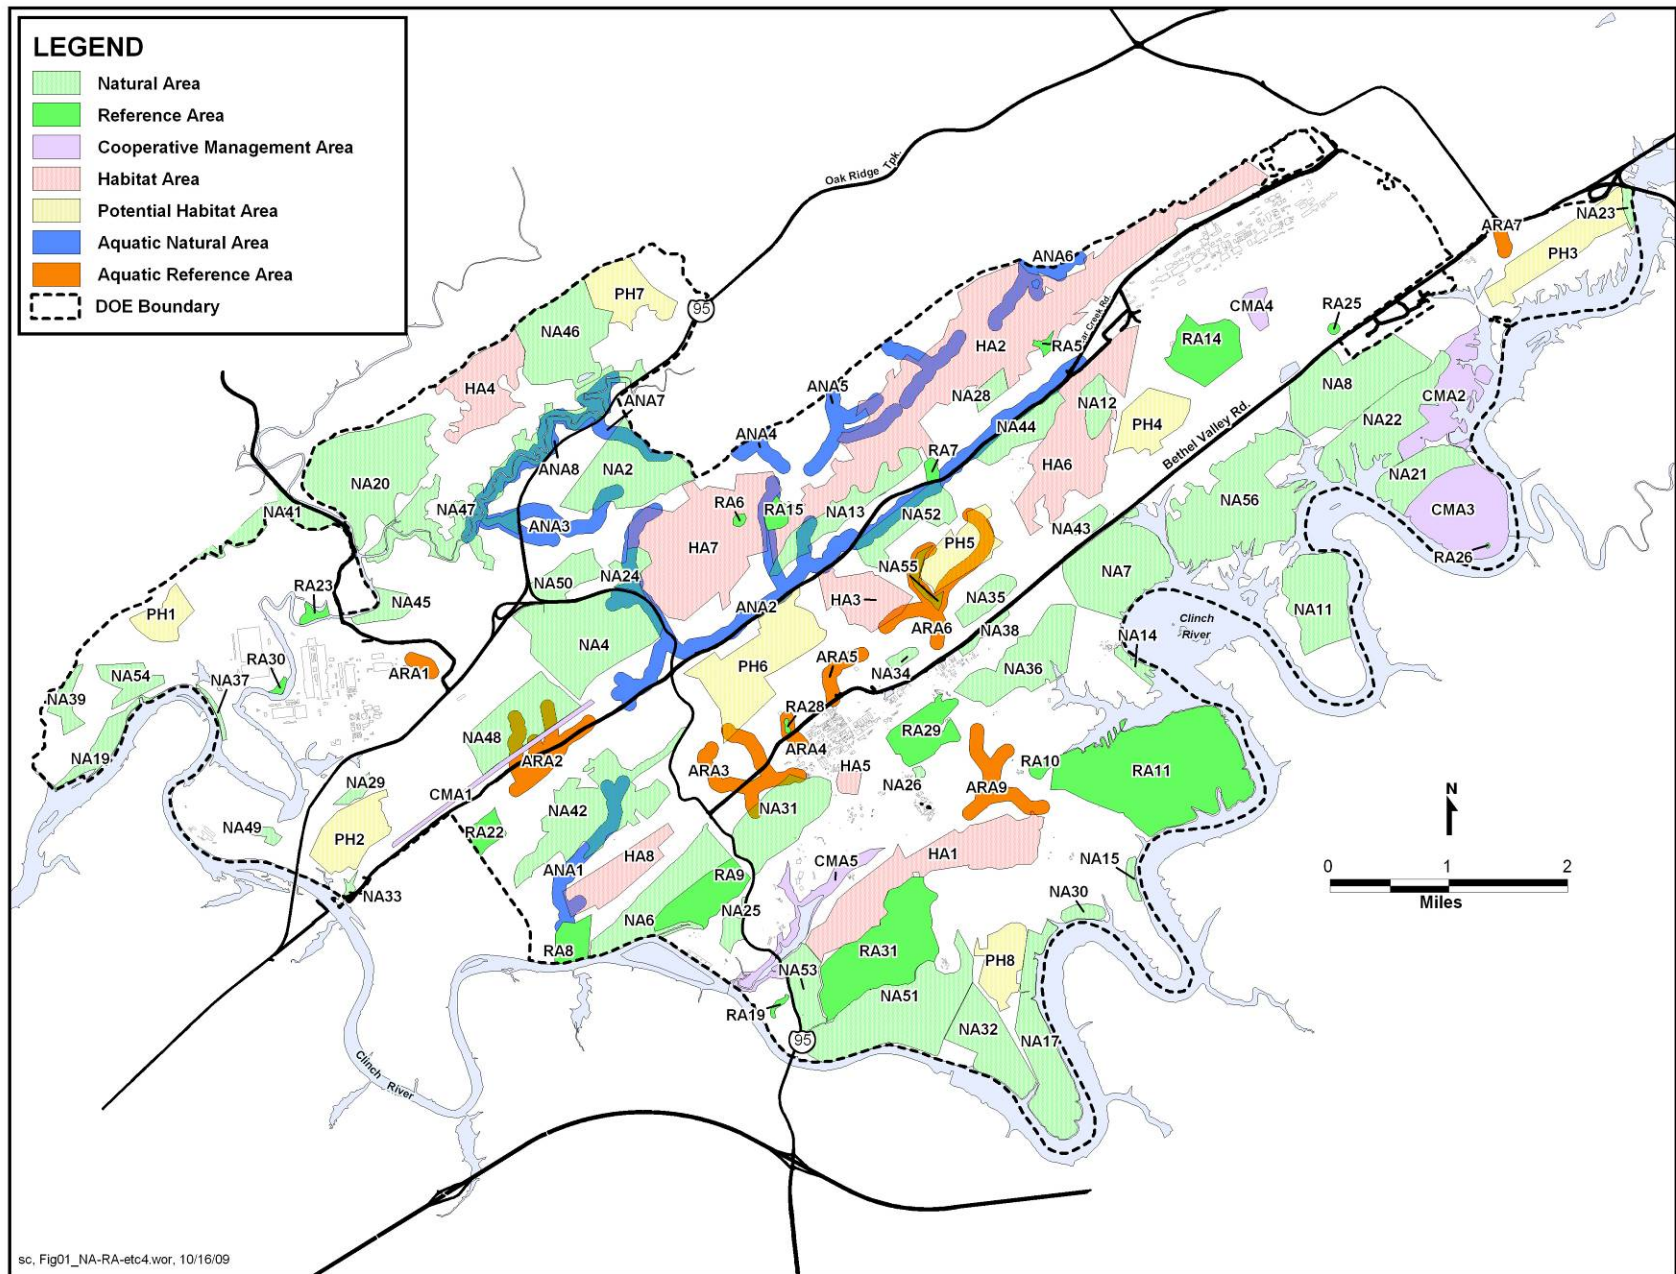 LEGEND
Natural Area
Reference Area
Cooperative Management Area
Habitat Area
Potential Habitat Area
Aquatic Natural Area
Aquatic Reference Area
DOE Boundary
Oak Ridge Tpk.
95
NA23
ARA7
PH3
ANA6
PH7
CMA4
RA25
NA46
HA2
RA5
RA14
ar Creek Rd.
HA4
ANA5
NA28
NA12
NA8
CMA2
ANA7
PH4
NA22
ANA4
NA44
RA7
HA6
Bethel Valley Rd.
ANA8
NA2
NA20
NA21
NA56
CMA3
NA47
NA41
ANA3
RA6
RA15
NA13
NA52
NA43
PH5
HA7
RA26
NA55
NA7
NA50
NA24
RA23
NA45
HA3
NA35
NA11
PH1
ANA2
ARA6
NA38
Clinch
River
NA14
NA4
RA30
ARA1
PH6
ARA5
NA34
NA36
NA54
NA37
NA39
RA28
RA29
NA48
ARA4
NA19
ARA2
ARA3
HA5
RA10
RA11
NA29
CMA1
NA26
ARA9
NA42
NA31
NA49
RA22
PH2
N
HA8
CMA5
HA1
NA15
0 1 2
Miles
ANA1
RA9
NA33
NA25
NA30
NA6
RA8
RA31
NA53
PH8
NA51
RA19
NA32
NA17
95
Clinch River
sc, Fig01_NA-RA-etc4.wor, 10/16/09